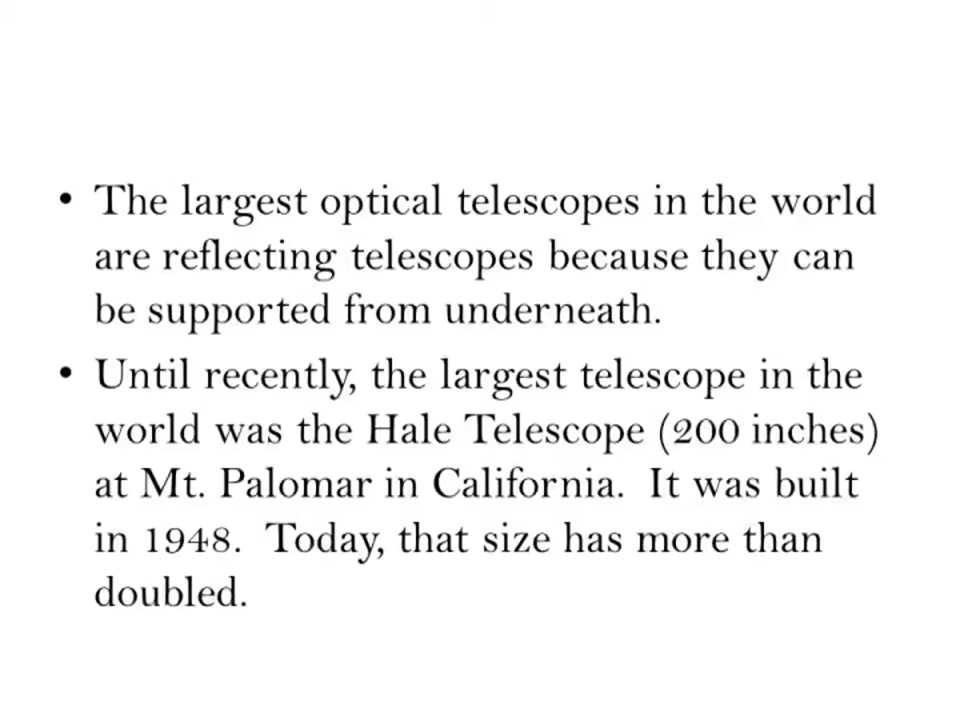 • The largest optical telescopes in the world
are reflecting telescopes because they can
be supported from underneath.
• Until recently, the largest telescope in the
world was the Hale Telescope (200 inches)
at Mt. Palomar in California.  It was built
in 1948.  Today, that size has more than
doubled.